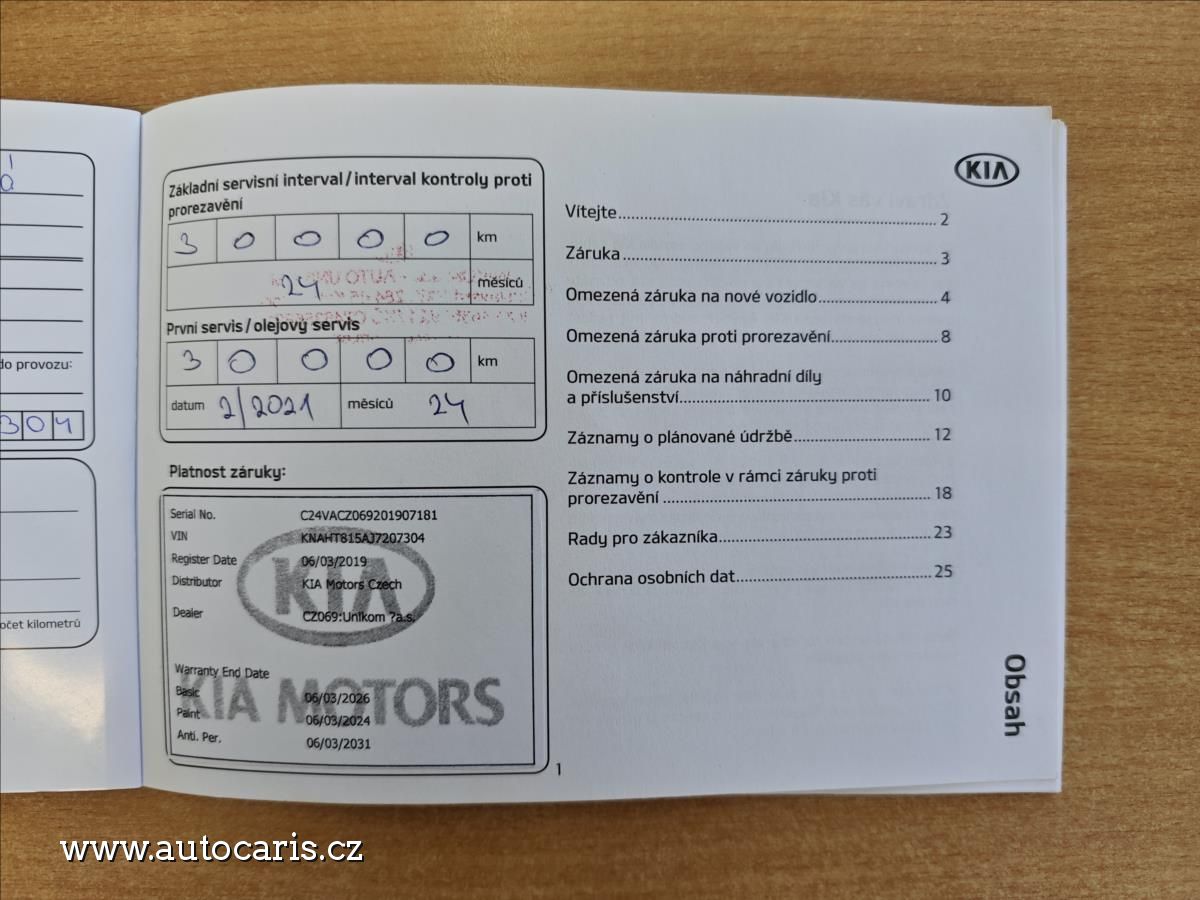 do provozu:
304
očet kilometrů
Základní servisní interval / interval kontroly proti
prorezavění
3 0 0 0 0 km
24 měsíců
První servis / olejový servis
3 0 0 0 0 km
datum 2/2021 měsíců 24
Platnost záruky:
Serial No. C24VACZ069201907181
VIN KNAHT815AJ7207304
Register Date 06/03/2019
Distributor KIA Motors Czech
Dealer CZ069:Unikom ?a.s.
KIA
Warranty End Date
Basic 06/03/2026
Paint 06/03/2024
Anti. Per. 06/03/2031
KIA MOTORS
1
KIA
Vítejte 2
Záruka 3
Omezená záruka na nové vozidlo 4
Omezená záruka proti prorezavění 8
Omezená záruka na náhradní díly
a příslušenství 10
Záznamy o plánované údržbě 12
Záznamy o kontrole v rámci záruky proti
prorezavění 18
Rady pro zákazníka 23
Ochrana osobních dat 25
Obsah
www.autocaris.cz